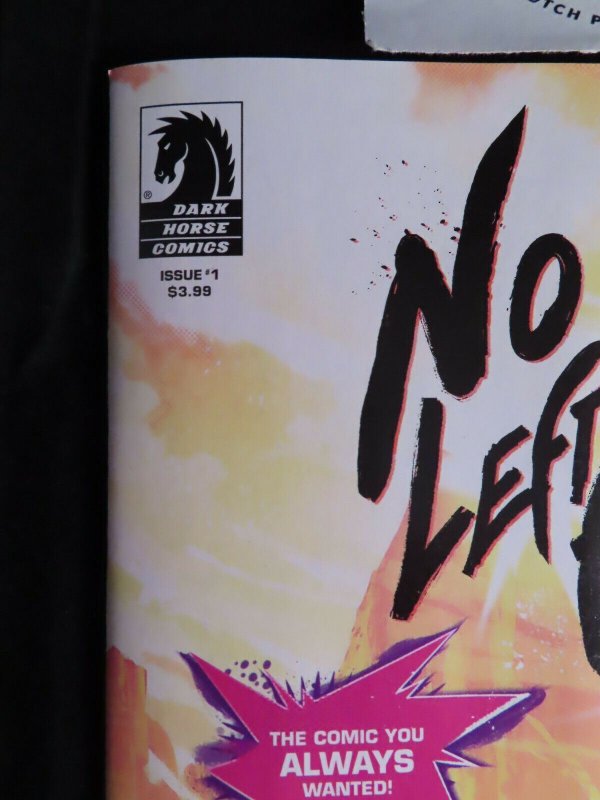 OTCH P
®
DARK
HORSE
COMICS
ISSUE #1
$3.99
NO
LEFT
THE COMIC YOU
ALWAYS
WANTED!